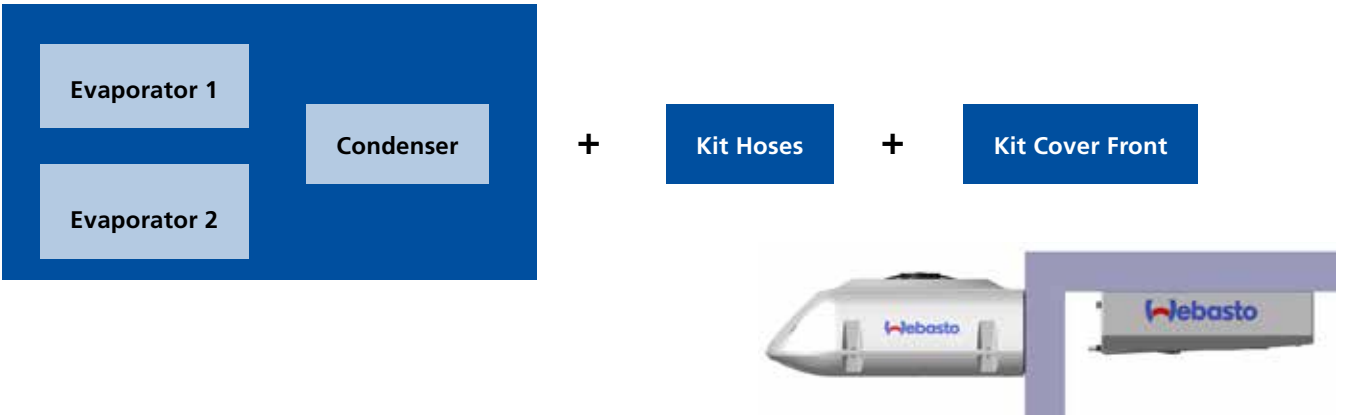 Evaporator 1
Evaporator 2
Condenser
+
Kit Hoses
+
Kit Cover Front
Webasto
Webasto